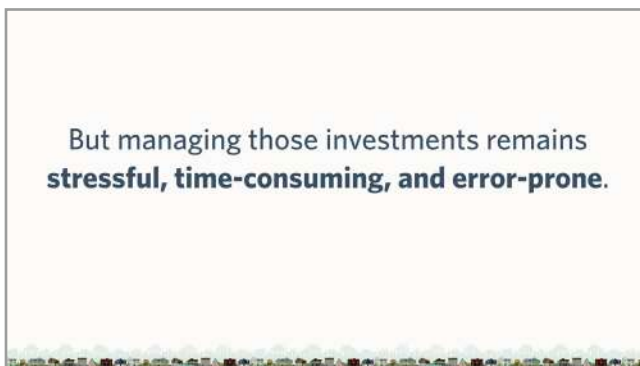 But managing those investments remains
stressful, time-consuming, and error-prone.